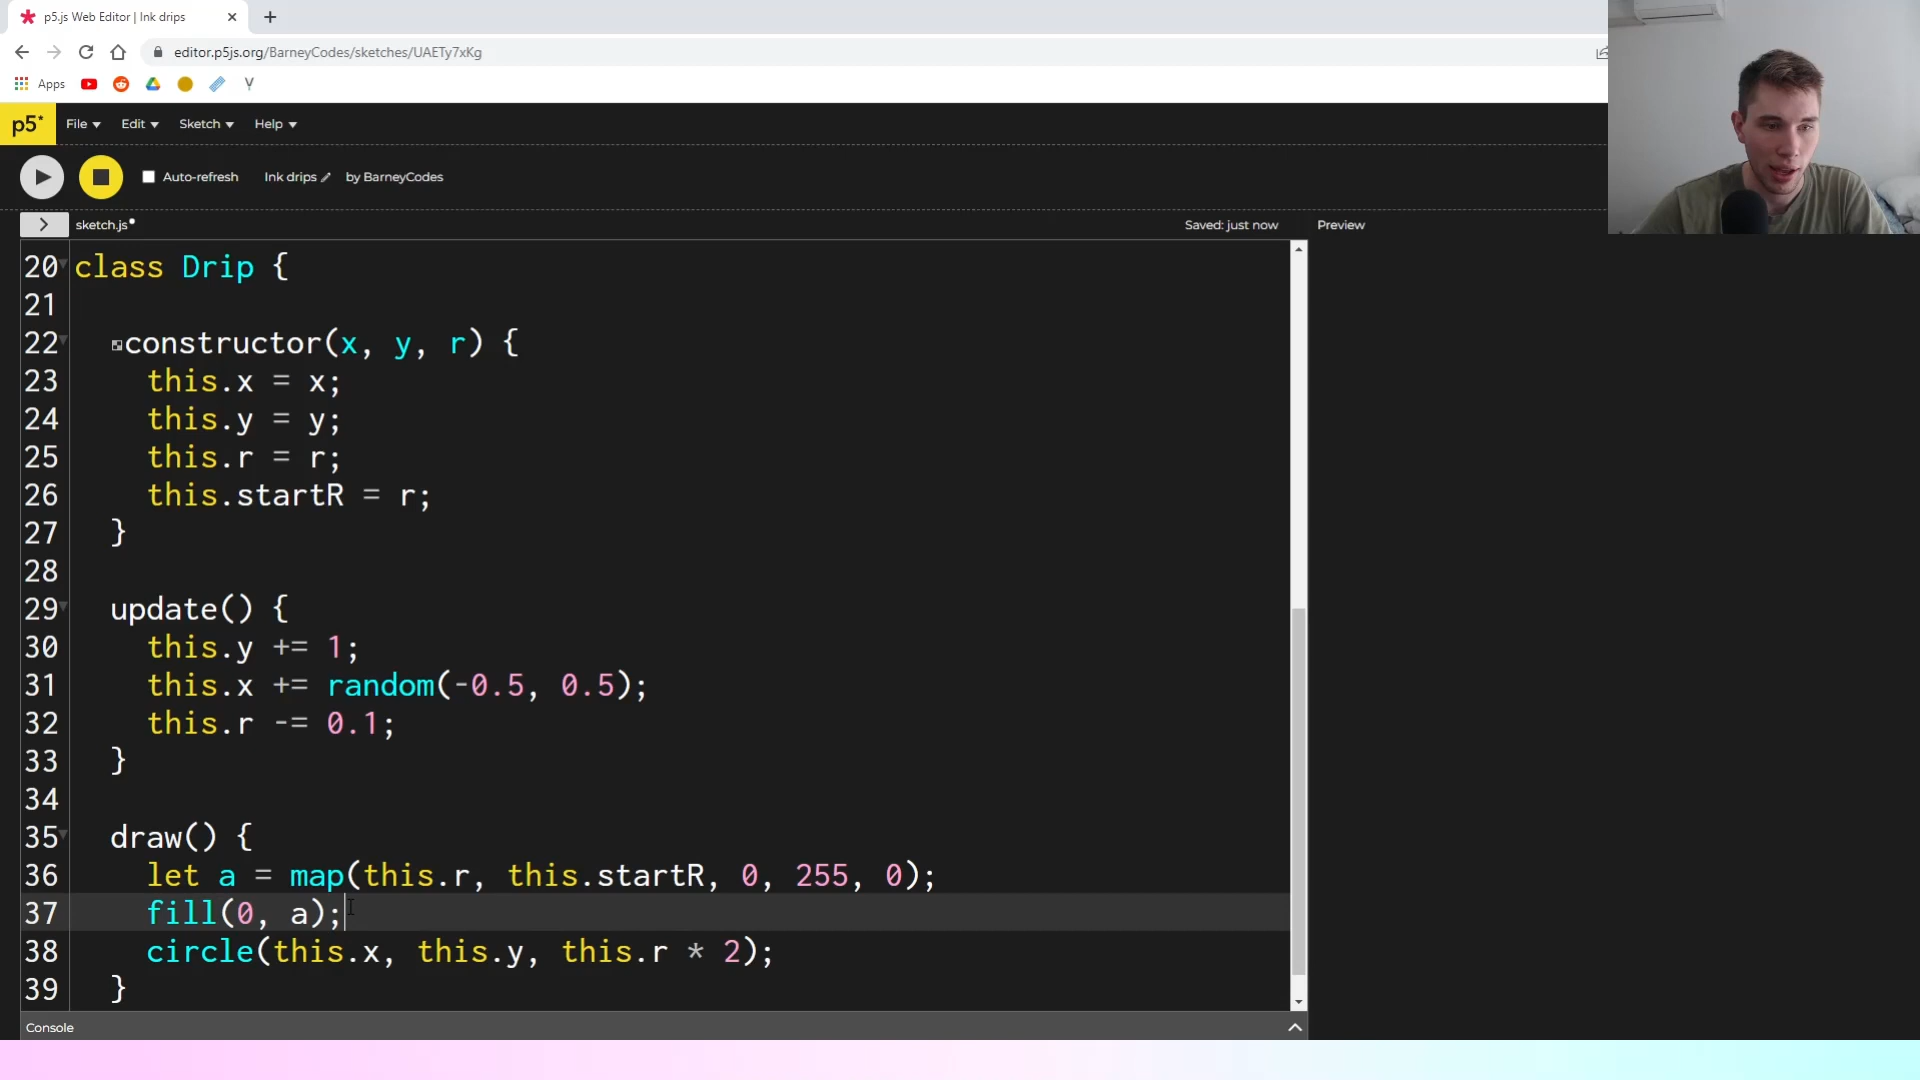 p5.js Web Editor | Ink drips
editor.p5js.org/BarneyCodes/sketches/UAETy7xKg
Apps
p5* File Edit Sketch Help
Auto-refresh Ink drips by BarneyCodes
sketch.js Saved: just now Preview
20 class Drip {
21
22 constructor(x, y, r) {
23 this.x = x;
24 this.y = y;
25 this.r = r;
26 this.startR = r;
27 }
28
29 update() {
30 this.y += 1;
31 this.x += random(-0.5, 0.5);
32 this.r -= 0.1;
33 }
34
35 draw() {
36 let a = map(this.r, this.startR, 0, 255, 0);
37 fill(0, a);
38 circle(this.x, this.y, this.r * 2);
39 }
Console